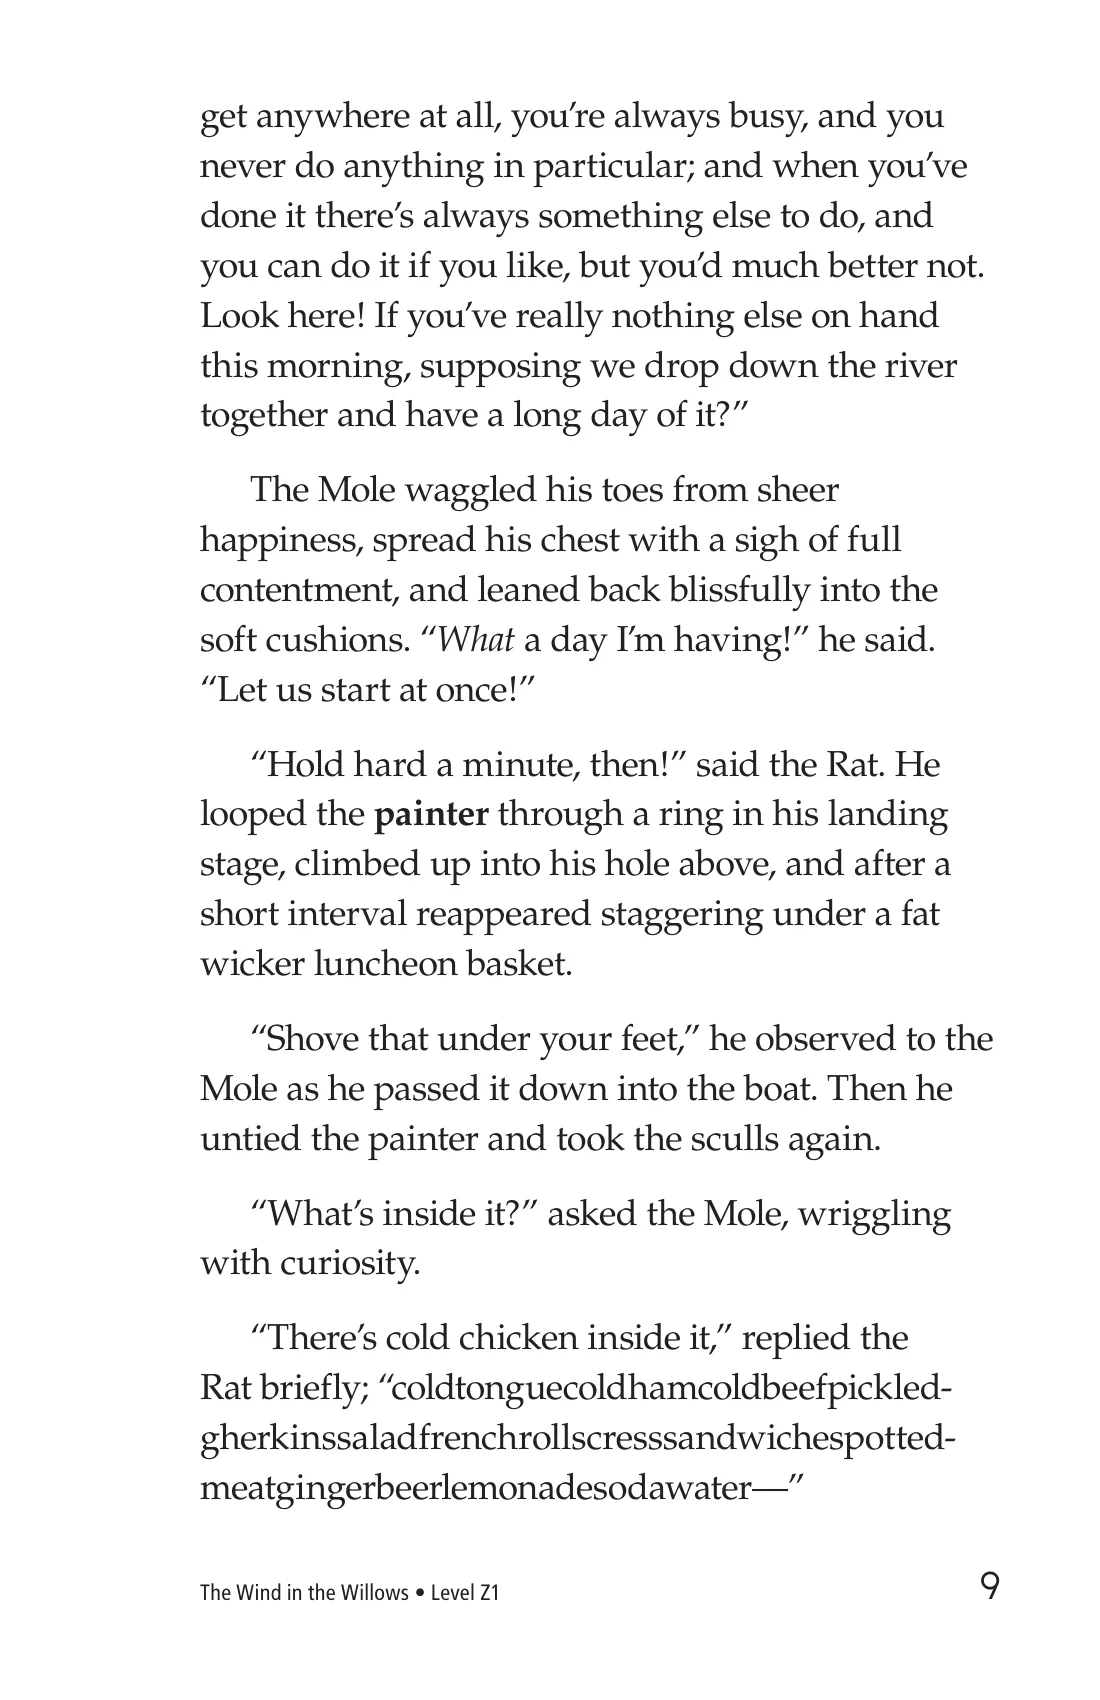 get anywhere at all, you’re always busy, and you
never do anything in particular; and when you’ve
done it there’s always something else to do, and
you can do it if you like, but you’d much better not.
Look here! If you’ve really nothing else on hand
this morning, supposing we drop down the river
together and have a long day of it?”
The Mole waggled his toes from sheer
happiness, spread his chest with a sigh of full
contentment, and leaned back blissfully into the
soft cushions. “What a day I’m having!” he said.
“Let us start at once!”
“Hold hard a minute, then!” said the Rat. He
looped the painter through a ring in his landing
stage, climbed up into his hole above, and after a
short interval reappeared staggering under a fat
wicker luncheon basket.
“Shove that under your feet,” he observed to the
Mole as he passed it down into the boat. Then he
untied the painter and took the sculls again.
“What’s inside it?” asked the Mole, wriggling
with curiosity.
“There’s cold chicken inside it,” replied the
Rat briefly; “coldtonguecoldhamcoldbeefpickled-
gherkinssaladfrenchrollscresssandwichespotted-
meatgingerbeerlemonadesodawater—”
The Wind in the Willows • Level Z1
9